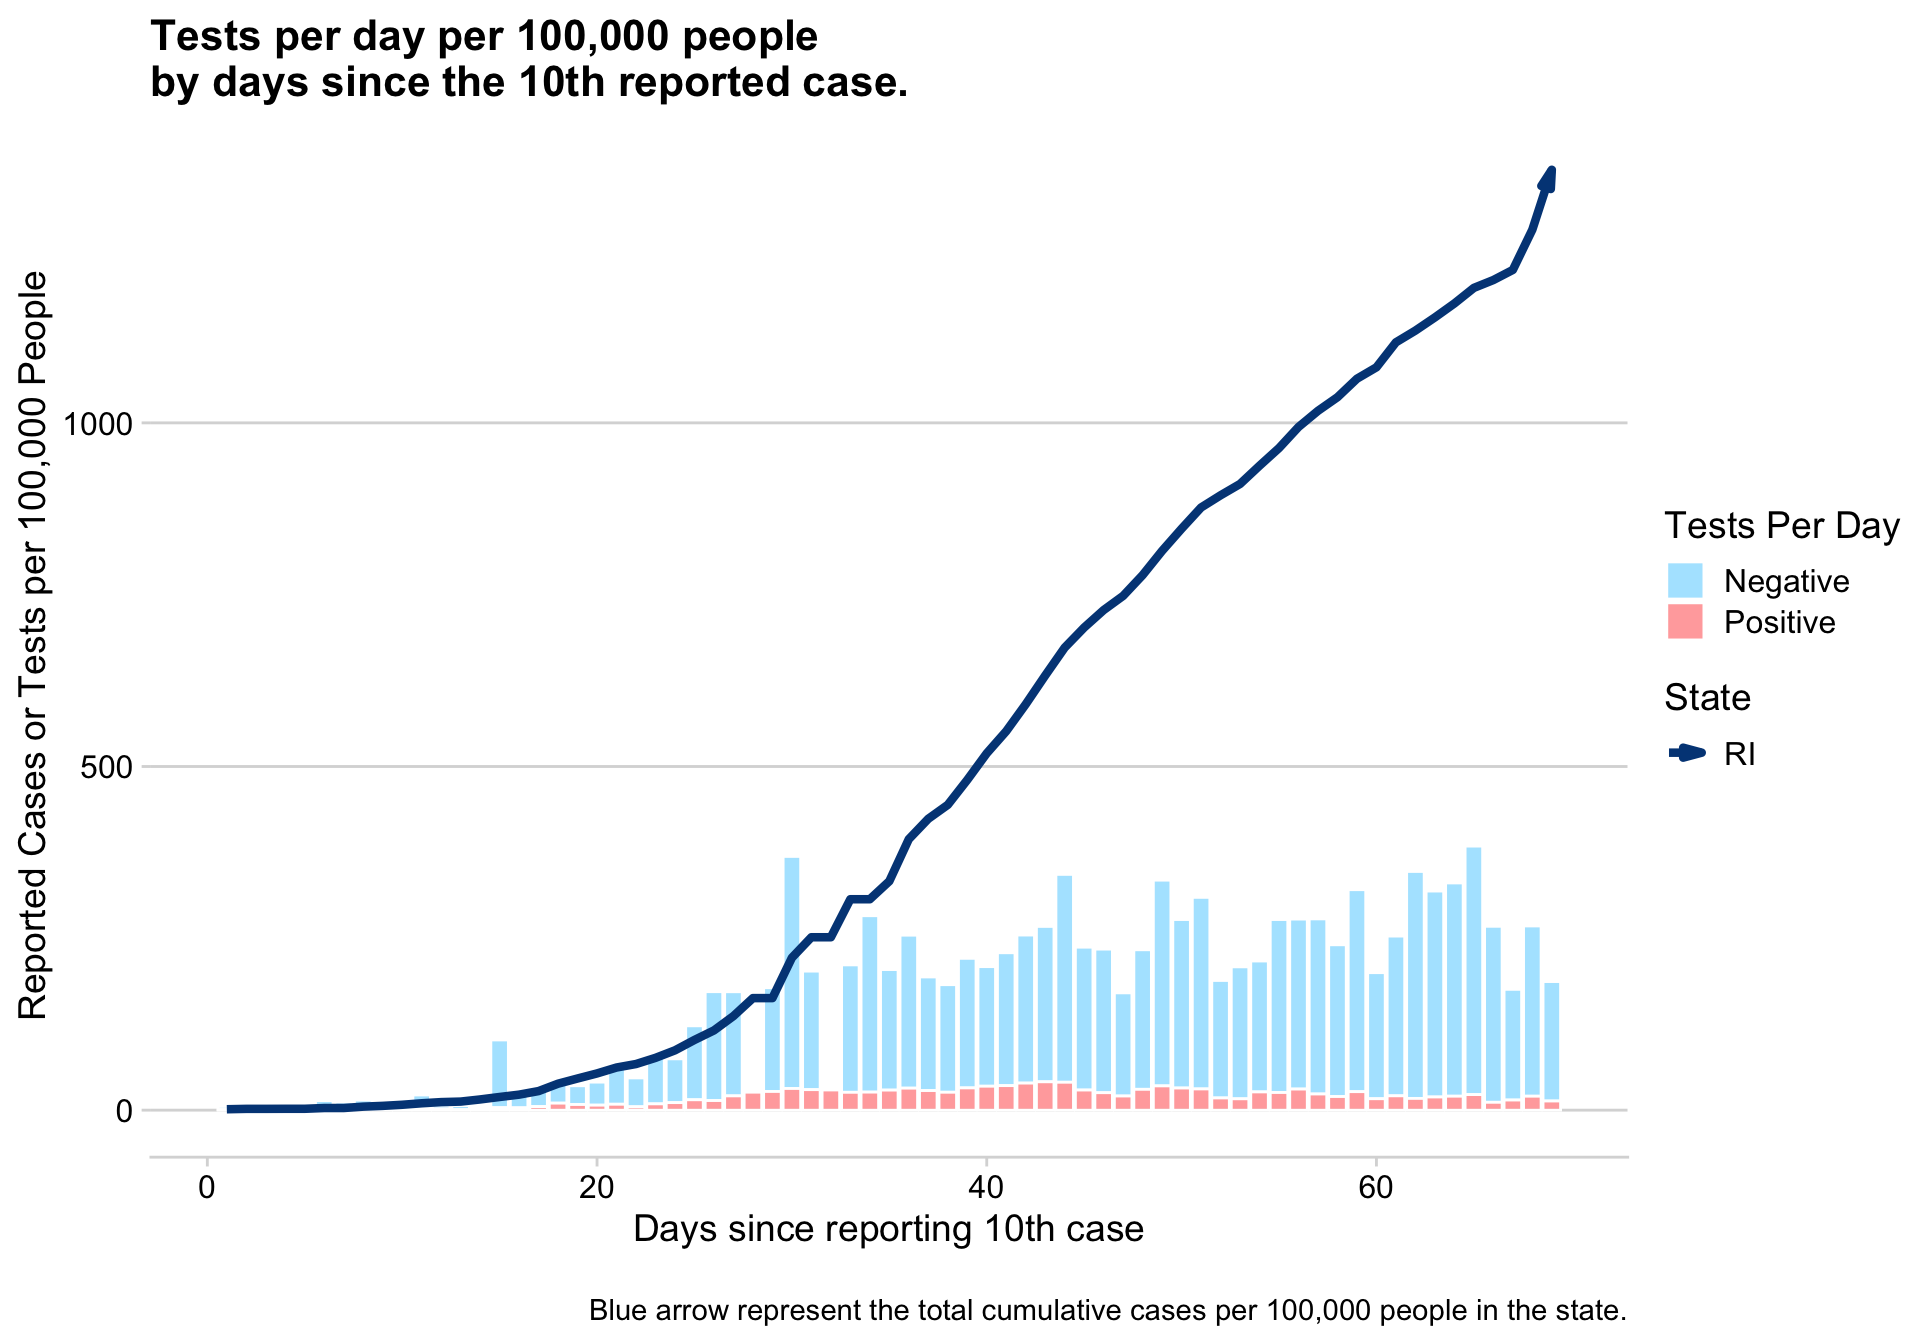 Tests per day per 100,000 people
by days since the 10th reported case.
Reported Cases or Tests per 100,000 People
1000
500
0
0
20
40
60
Days since reporting 10th case
Tests Per Day
Negative
Positive
State
RI
Blue arrow represent the total cumulative cases per 100,000 people in the state.